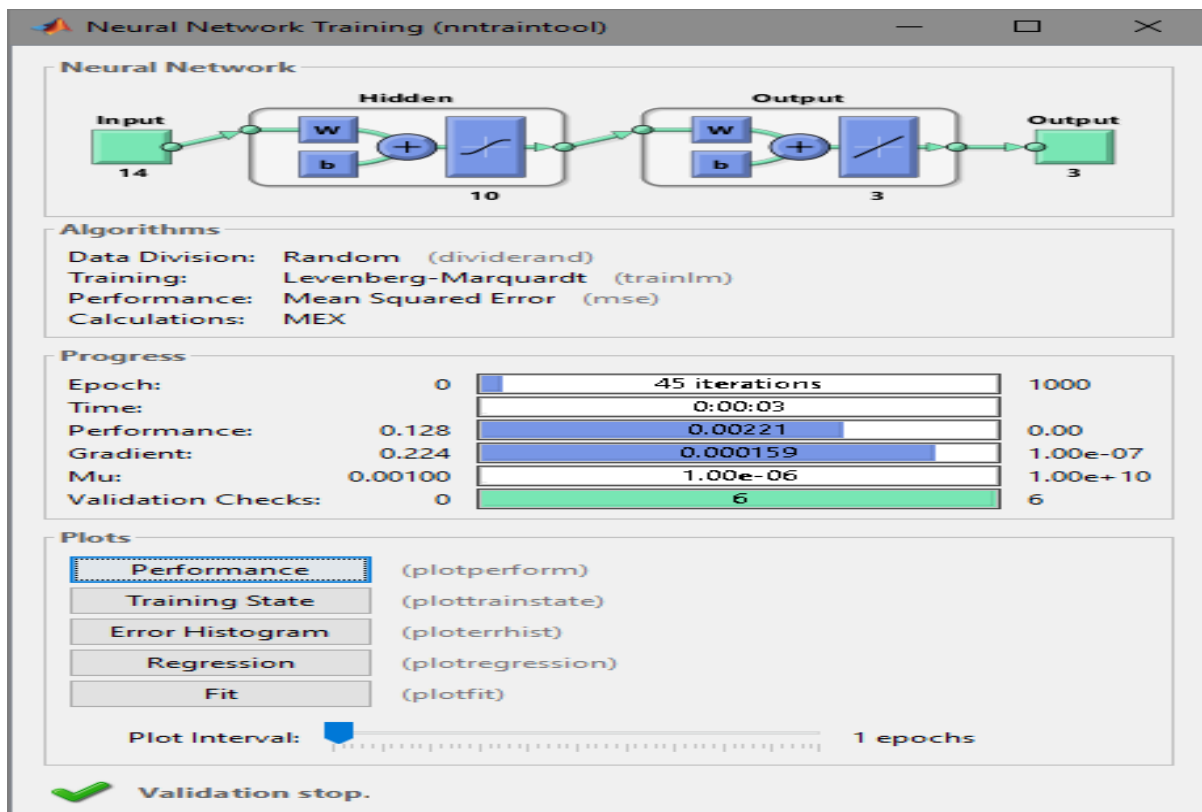 Neural Network Training (nntraintool)
Neural Network
Hidden Output
Input Output
W W
b b
14 3
10 3
Algorithms
Data Division: Random (dividerand)
Training: Levenberg-Marquardt (trainlm)
Performance: Mean Squared Error (mse)
Calculations: MEX
Progress
Epoch: 0 45 iterations 1000
Time: 0:00:03
Performance: 0.128 0.00221 0.00
Gradient: 0.224 0.000159 1.00e-07
Mu: 0.00100 1.00e-06 1.00e+10
Validation Checks: 0 6 6
Plots
Performance (plotperform)
Training State (plottrainstate)
Error Histogram (ploterrhist)
Regression (plotregression)
Fit (plotfit)
Plot Interval: 1 epochs
Validation stop.